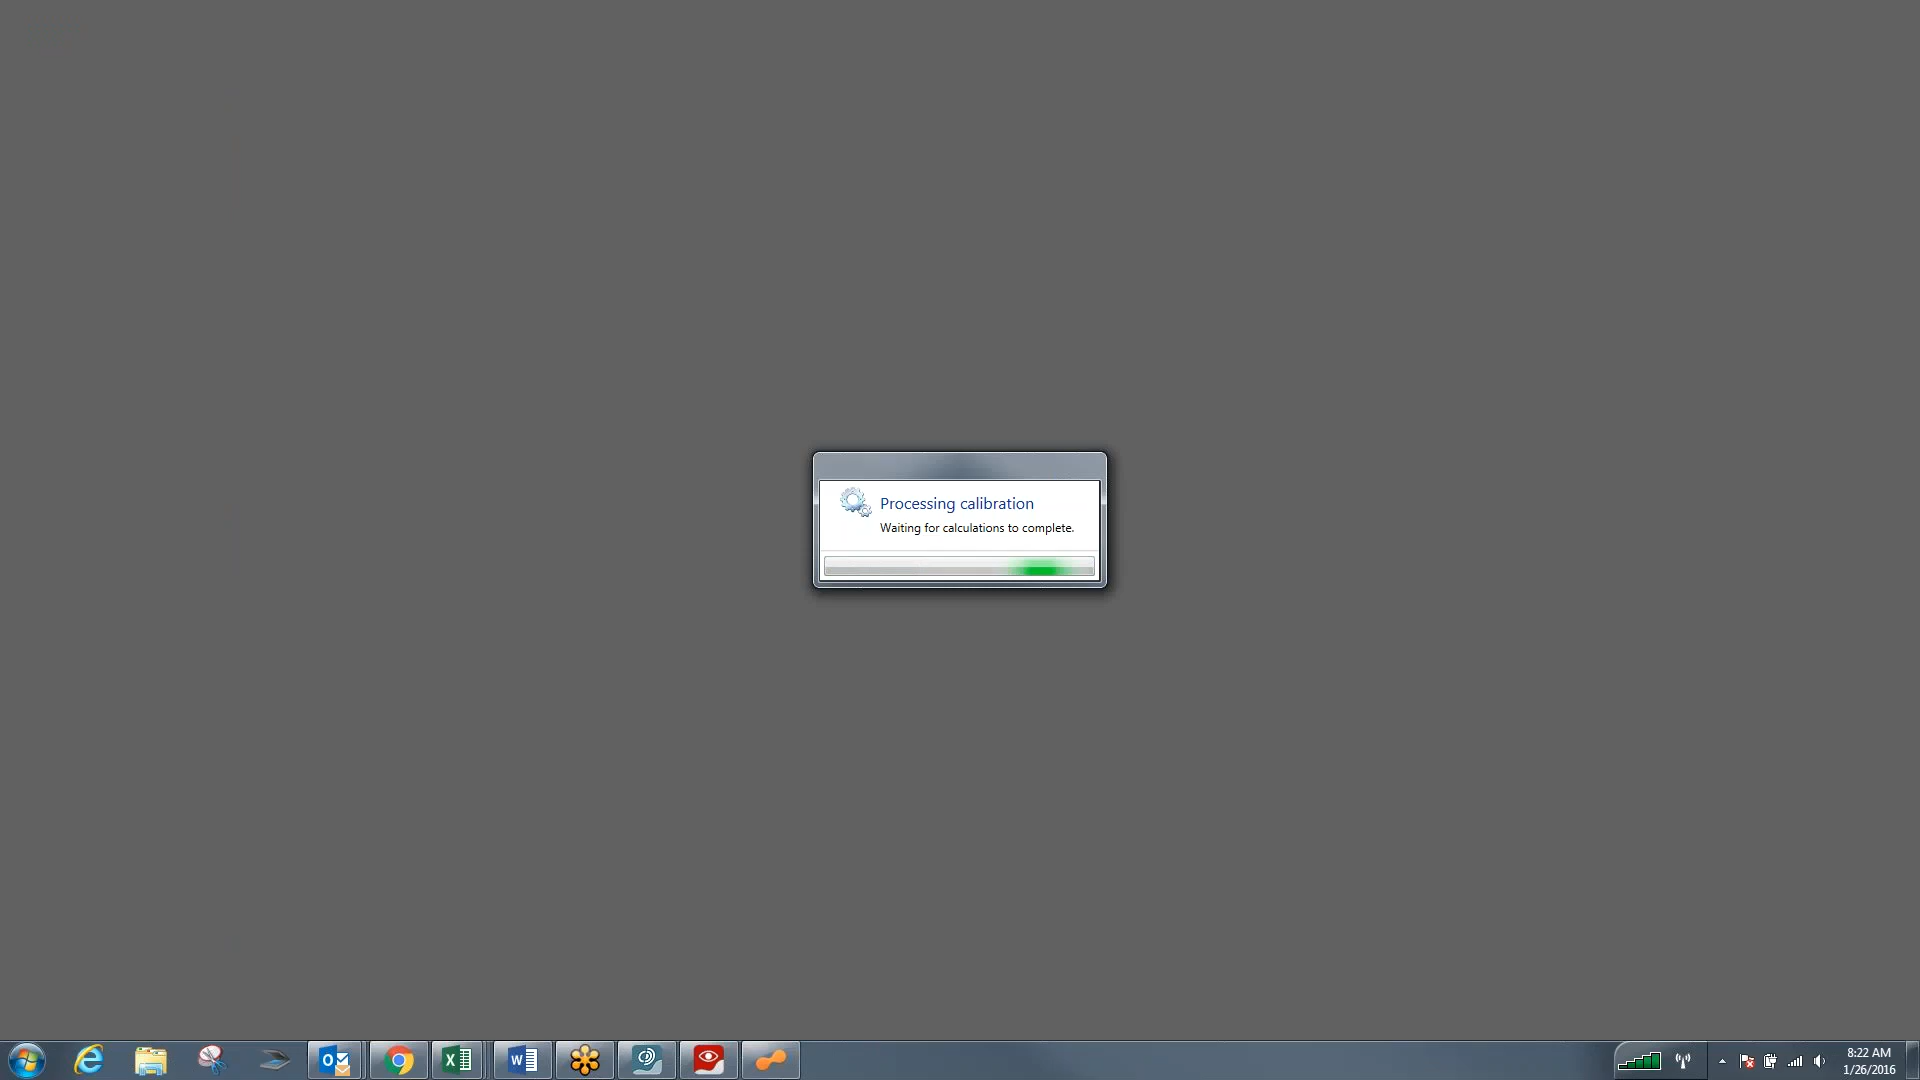 Processing calibration
Waiting for calculations to complete.
8:22 AM
1/26/2016